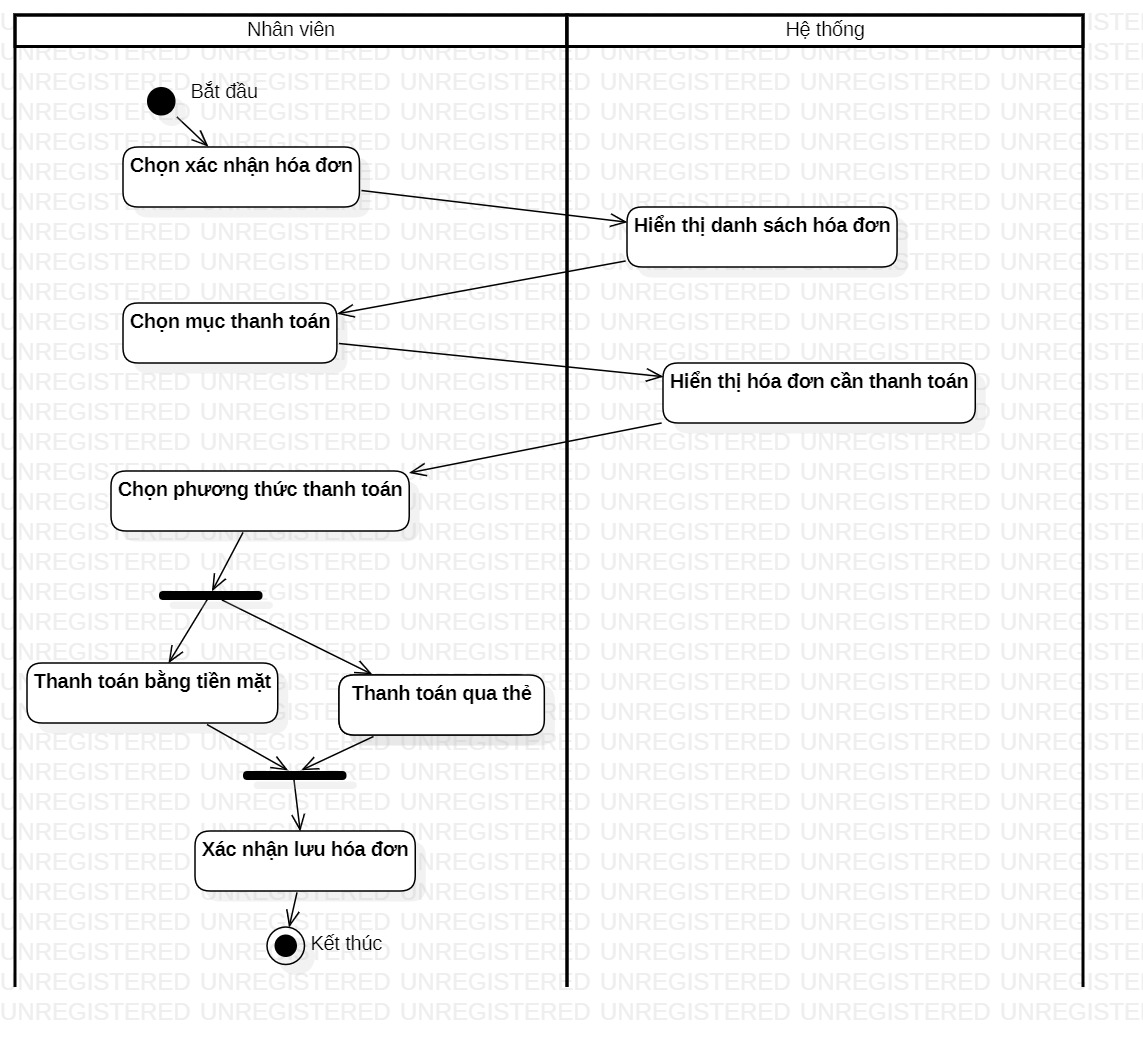 Nhân viên
Hệ thống
Bắt đầu
Chọn xác nhận hóa đơn
Hiển thị danh sách hóa đơn
Chọn mục thanh toán
Hiển thị hóa đơn cần thanh toán
Chọn phương thức thanh toán
Thanh toán bằng tiền mặt
Thanh toán qua thẻ
Xác nhận lưu hóa đơn
Kết thúc
UNREGISTERED